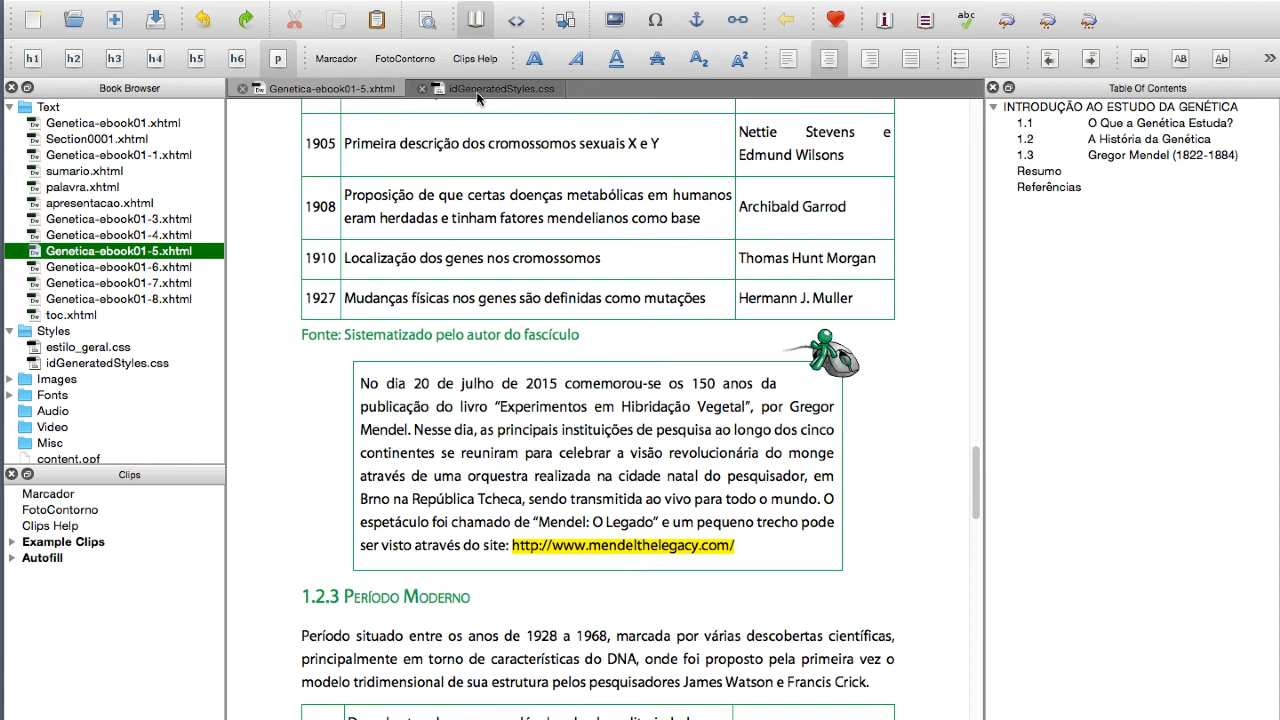 h1 h2 h3 h4 h5 h6 p Marcador FotoContorno Clips Help A A A A A2 A2 ab AB Ab »
Book Browser
Text
Genetica-ebook01.xhtml
Section0001.xhtml
Genetica-ebook01-1.xhtml
sumario.xhtml
palavra.xhtml
apresentacao.xhtml
Genetica-ebook01-3.xhtml
Genetica-ebook01-4.xhtml
Genetica-ebook01-5.xhtml
Genetica-ebook01-6.xhtml
Genetica-ebook01-7.xhtml
Genetica-ebook01-8.xhtml
toc.xhtml
Styles
estilo_geral.css
idGeneratedStyles.css
Images
Fonts
Audio
Video
Misc
content.opf
Clips
Marcador
FotoContorno
Clips Help
Example Clips
Autofill
Genetica-ebook01-5.xhtml idGeneratedStyles.css
1905 Primeira descrição dos cromossomos sexuais X e Y Nettie Stevens e
Edmund Wilsons
Proposição de que certas doenças metabólicas em humanos
1908 eram herdadas e tinham fatores mendelianos como base Archibald Garrod
1910 Localização dos genes nos cromossomos Thomas Hunt Morgan
1927 Mudanças físicas nos genes são definidas como mutações Hermann J. Muller
Fonte: Sistematizado pelo autor do fascículo
No dia 20 de julho de 2015 comemorou-se os 150 anos da
publicação do livro “Experimentos em Hibridação Vegetal”, por Gregor
Mendel. Nesse dia, as principais instituições de pesquisa ao longo dos cinco
continentes se reuniram para celebrar a visão revolucionária do monge
através de uma orquestra realizada na cidade natal do pesquisador, em
Brno na República Tcheca, sendo transmitida ao vivo para todo o mundo. O
espetáculo foi chamado de “Mendel: O Legado” e um pequeno trecho pode
ser visto através do site: http://www.mendelthelegacy.com/
1.2.3 Período Moderno
Período situado entre os anos de 1928 a 1968, marcada por várias descobertas científicas,
principalmente em torno de características do DNA, onde foi proposto pela primeira vez o
modelo tridimensional de sua estrutura pelos pesquisadores James Watson e Francis Crick.
Table Of Contents
INTRODUÇÃO AO ESTUDO DA GENÉTICA
1.1 O Que a Genética Estuda?
1.2 A História da Genética
1.3 Gregor Mendel (1822-1884)
Resumo
Referências